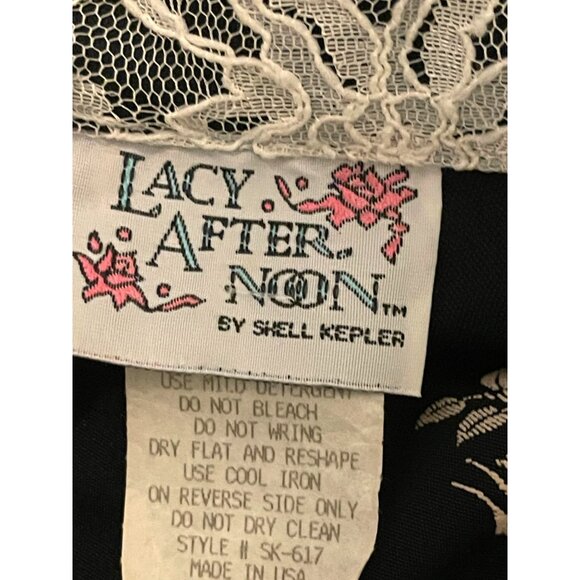 LACY
AFTER
NOON™
BY SHELL KEPLER
USE MILD DETERGENT
DO NOT BLEACH
DO NOT WRING
DRY FLAT AND RESHAPE
USE COOL IRON
ON REVERSE SIDE ONLY
DO NOT DRY CLEAN
STYLE # SK-617
MADE IN USA